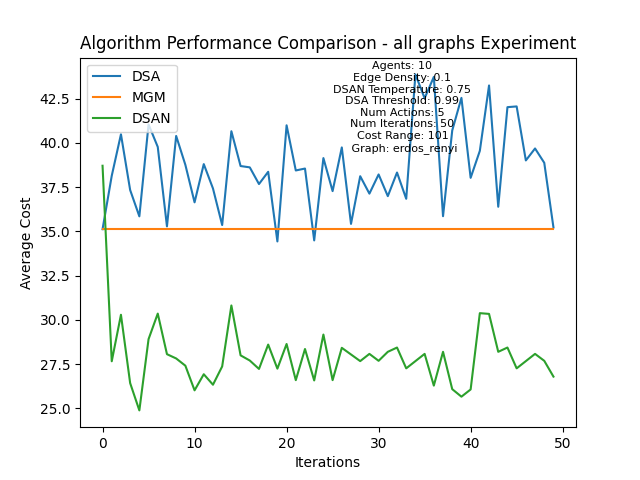 Algorithm Performance Comparison - all graphs Experiment
DSA
MGM
DSAN
Agents: 10
Edge Density: 0.1
DSAN Temperature: 0.75
DSA Threshold: 0.99
Num Actions: 5
Num Iterations: 50
Cost Range: 101
Graph: erdos_renyi
Average Cost
42.5
40.0
37.5
35.0
32.5
30.0
27.5
25.0
0 10 20 30 40 50
Iterations